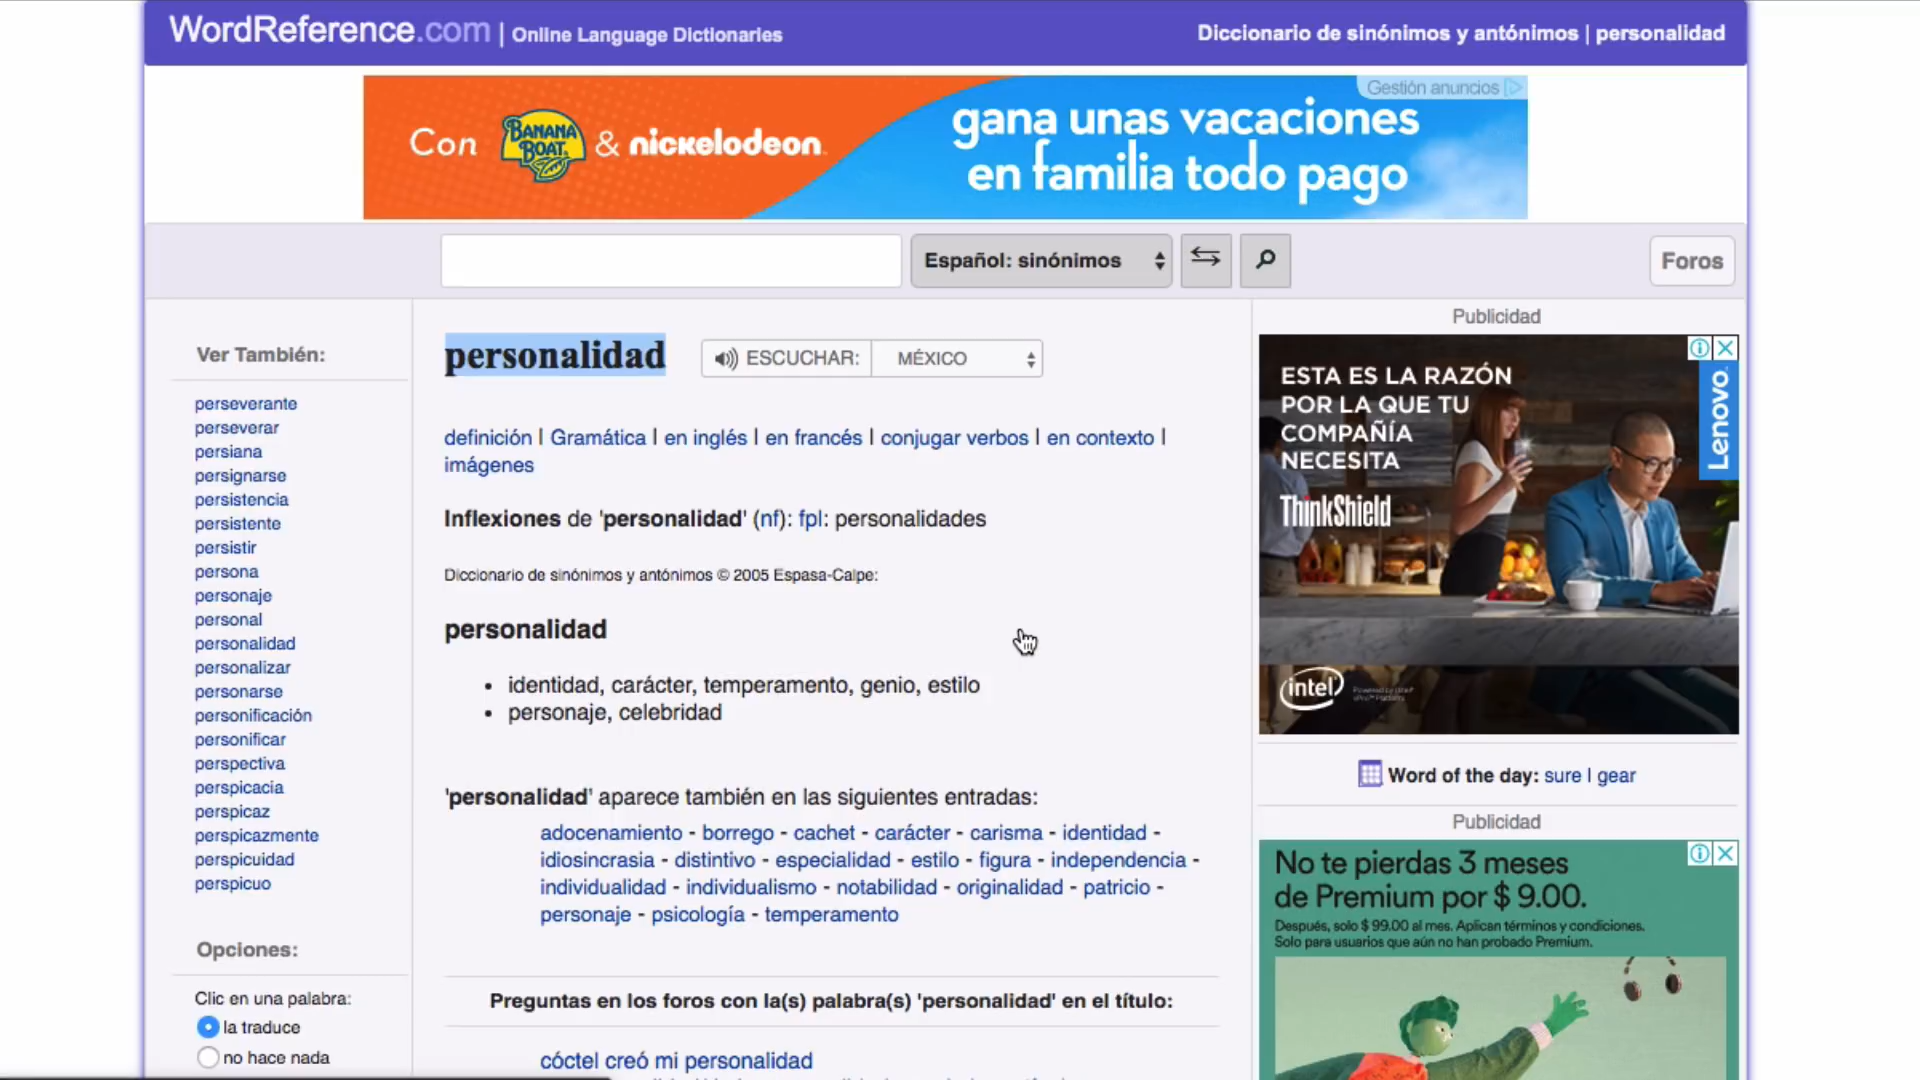 WordReference.com | Online Language Dictionaries
Diccionario de sinónimos y antónimos | personalidad
Gestión anuncios
Con BANANA BOAT & nickelodeon
gana unas vacaciones
en familia todo pago
Español: sinónimos
Foros
Ver También:
perseverante
perseverar
persiana
persignarse
persistencia
persistente
persistir
persona
personaje
personal
personalidad
personalizar
personarse
personificación
personificar
perspectiva
perspicacia
perspicaz
perspicazmente
perspicuidad
perspicuo
Opciones:
Clic en una palabra:
la traduce
no hace nada
personalidad
ESCUCHAR:
MÉXICO
definición | Gramática | en inglés | en francés | conjugar verbos | en contexto |
imágenes
Inflexiones de 'personalidad' (nf): fpl: personalidades
Diccionario de sinónimos y antónimos © 2005 Espasa-Calpe:
personalidad
• identidad, carácter, temperamento, genio, estilo
• personaje, celebridad
'personalidad' aparece también en las siguientes entradas:
adocenamiento - borrego - cachet - carácter - carisma - identidad -
idiosincrasia - distintivo - especialidad - estilo - figura - independencia -
individualidad - individualismo - notabilidad - originalidad - patricio -
personaje - psicología - temperamento
Preguntas en los foros con la(s) palabra(s) 'personalidad' en el título:
cóctel creó mi personalidad
Publicidad
ESTA ES LA RAZÓN
POR LA QUE TU
COMPAÑÍA
NECESITA
ThinkShield
Lenovo
intel
Word of the day: sure | gear
Publicidad
No te pierdas 3 meses
de Premium por $ 9.00.
Después, solo $ 99.00 al mes. Aplican términos y condiciones.
Solo para usuarios que aún no han probado Premium.